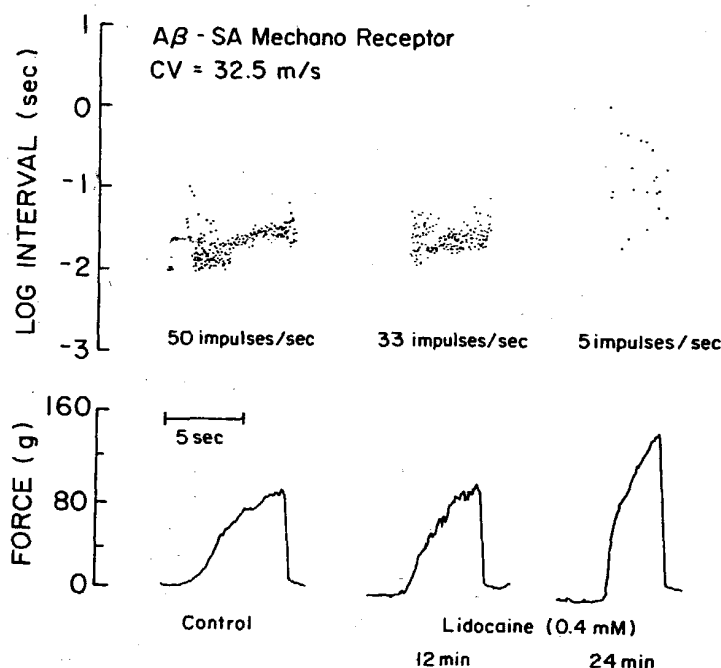 Aβ - SA Mechano Receptor
CV = 32.5 m/s
LOG INTERVAL (sec.)
1
0
-1
-2
-3
50 impulses/sec
33 impulses/sec
5 impulses/sec
FORCE (g)
160
80
0
5 sec
Control
Lidocaine (0.4 mM)
12 min
24 min